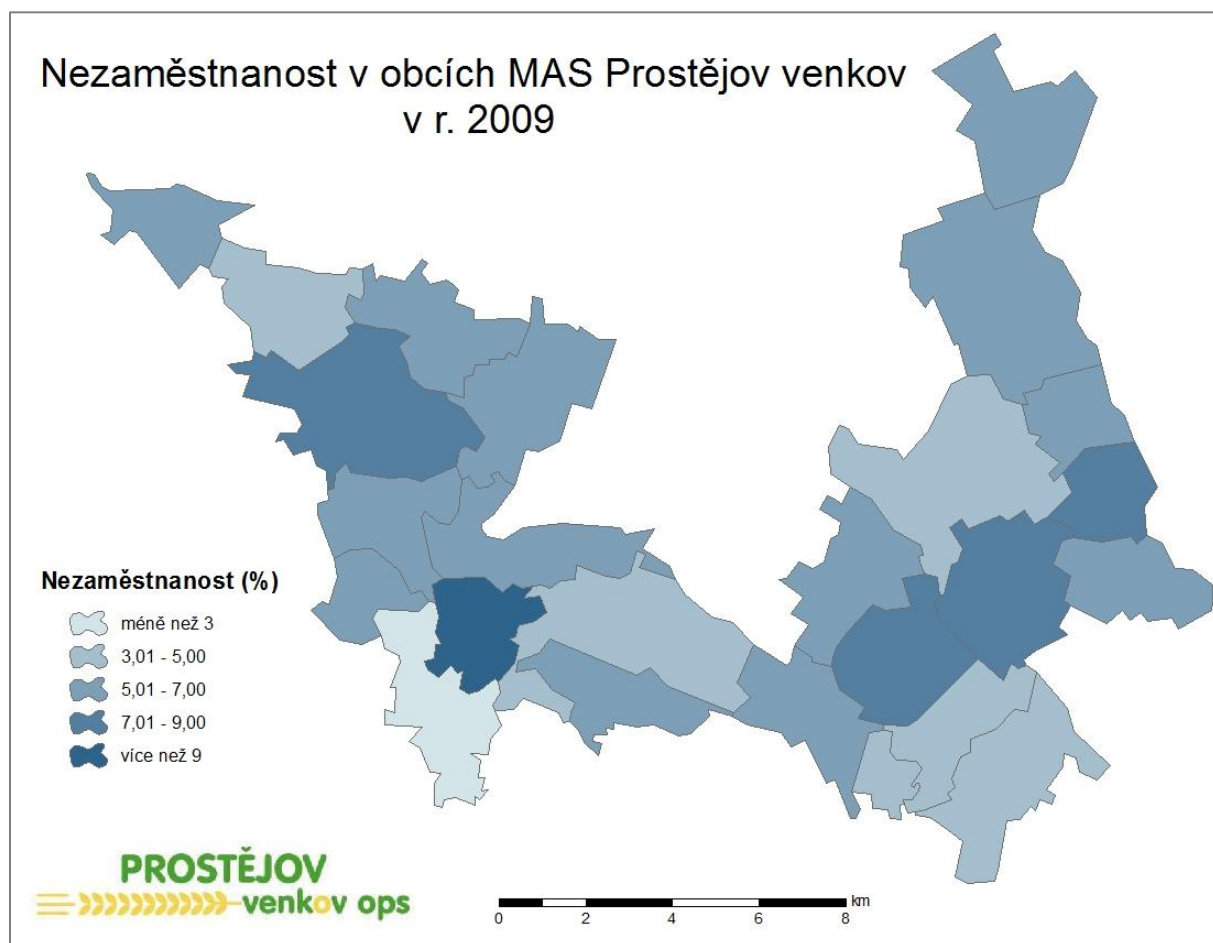 Nezaměstnanost v obcích MAS Prostějov venkov
v r. 2009
Nezaměstnanost (%)
méně než 3
3,01 - 5,00
5,01 - 7,00
7,01 - 9,00
více než 9
PROSTĚJOV
venkov ops
km
0 2 4 6 8